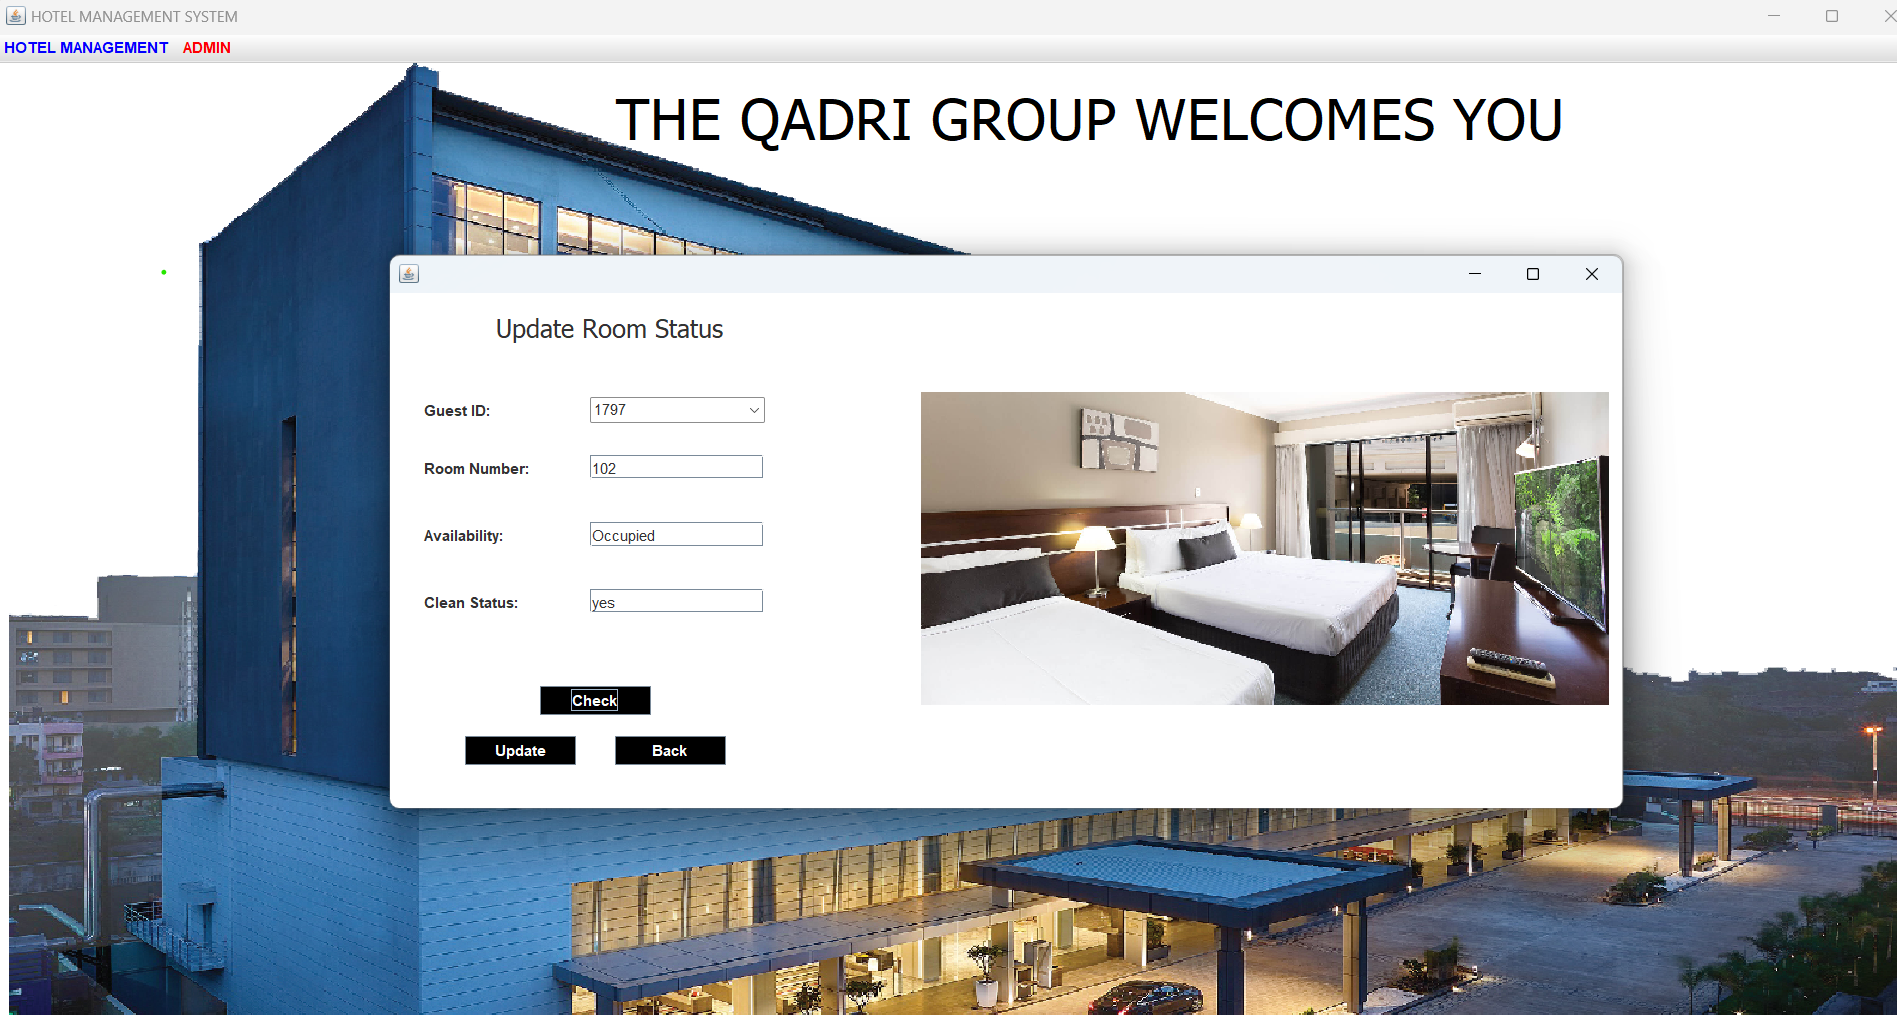 HOTEL MANAGEMENT SYSTEM
HOTEL MANAGEMENT ADMIN
THE QADRI GROUP WELCOMES YOU
Update Room Status
Guest ID: 1797
Room Number: 102
Availability: Occupied
Clean Status: yes
Check
Update Back